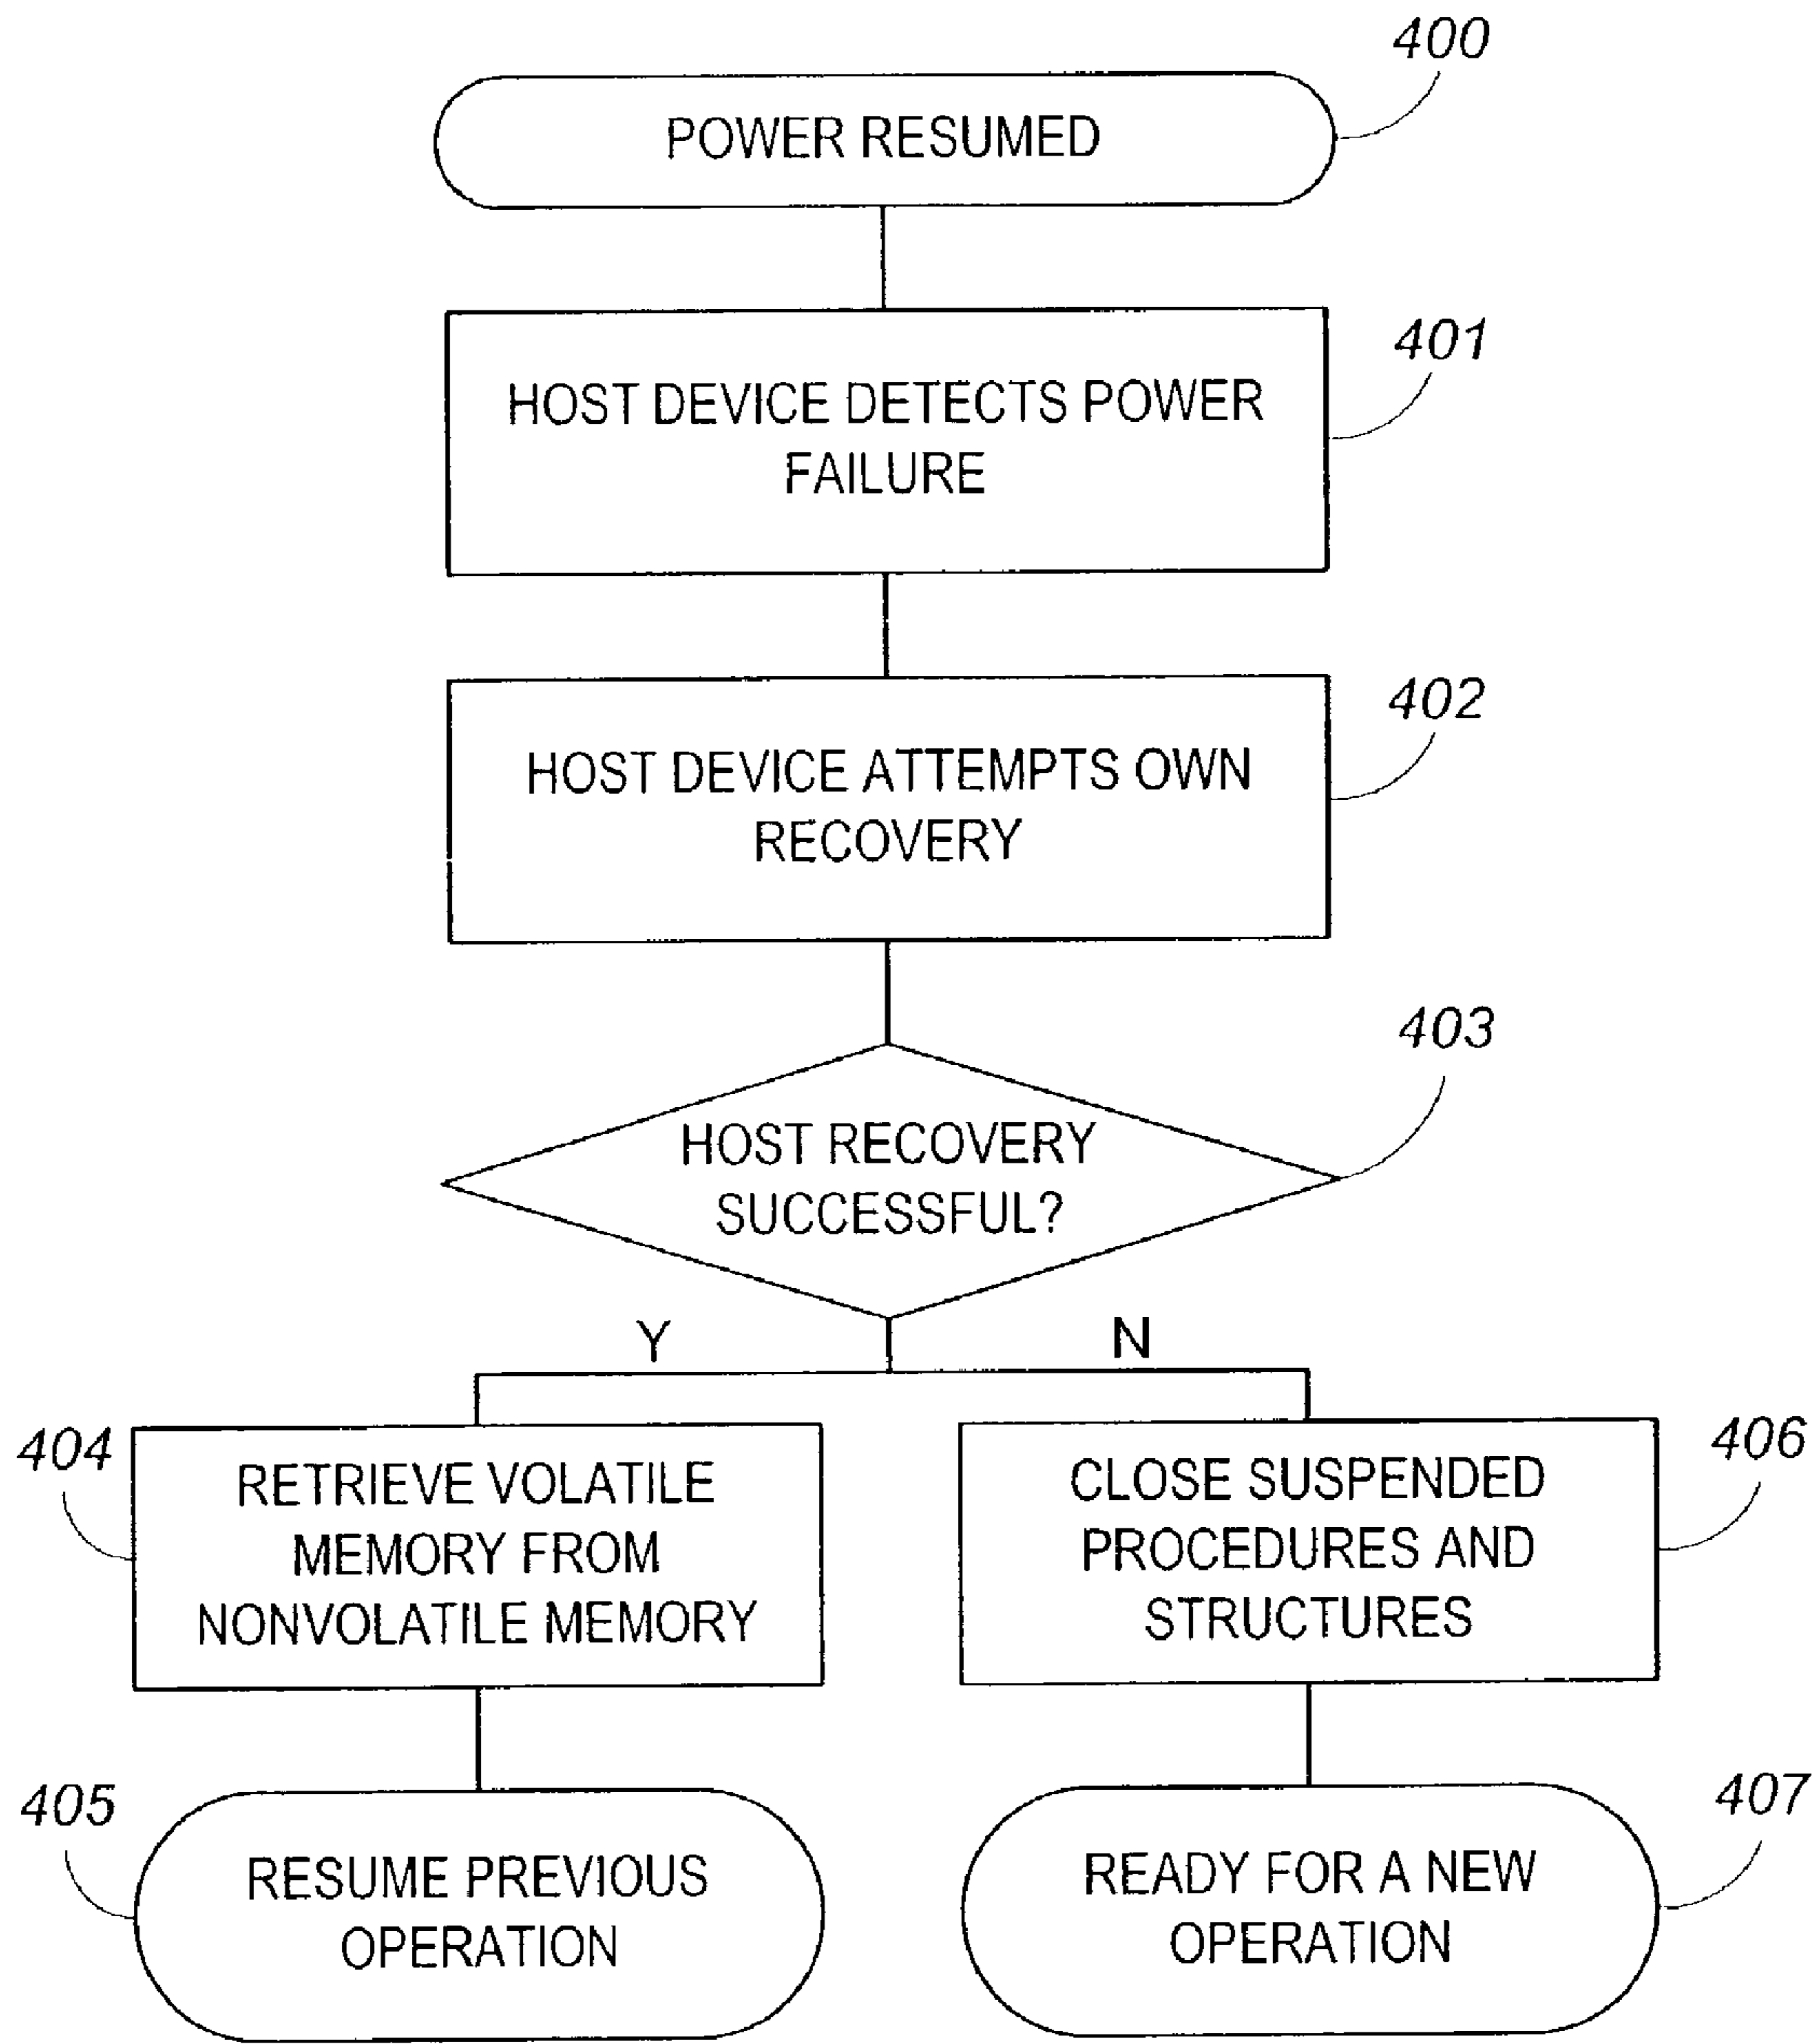 400
POWER RESUMED
401
HOST DEVICE DETECTS POWER
FAILURE
402
HOST DEVICE ATTEMPTS OWN
RECOVERY
403
HOST RECOVERY
SUCCESSFUL?
Y
N
404
RETRIEVE VOLATILE
MEMORY FROM
NONVOLATILE MEMORY
406
CLOSE SUSPENDED
PROCEDURES AND
STRUCTURES
405
RESUME PREVIOUS
OPERATION
407
READY FOR A NEW
OPERATION